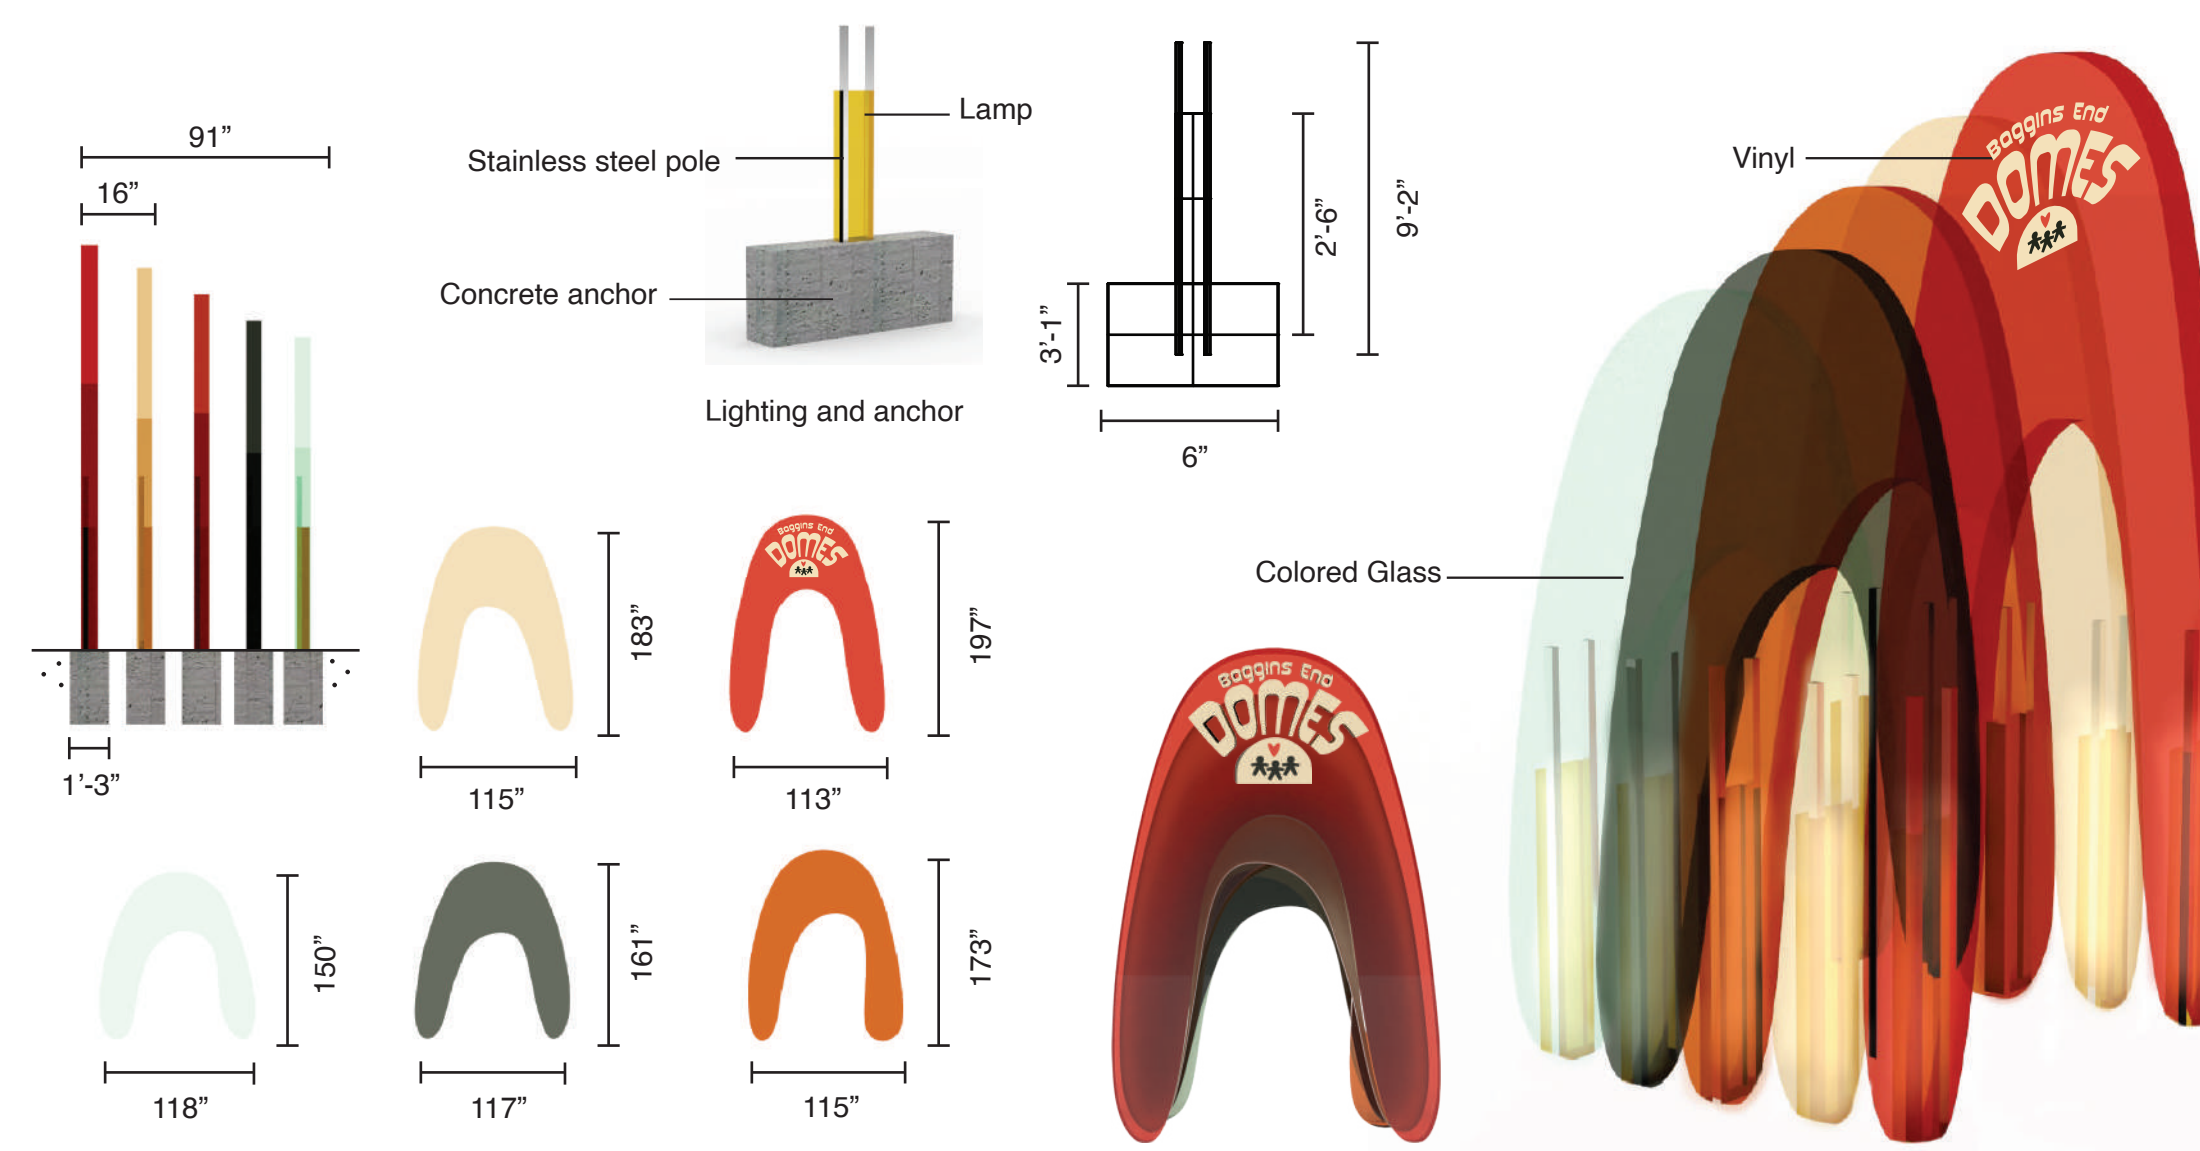 91”
16”
1’-3”
Lamp
Stainless steel pole
Concrete anchor
Lighting and anchor
3’-1”
2’-6”
9’-2”
6”
183”
115”
Baggins End
DOMES
197”
113”
150”
118”
161”
117”
173”
115”
Baggins End
DOMES
Vinyl
Colored Glass
Baggins End
DOMES